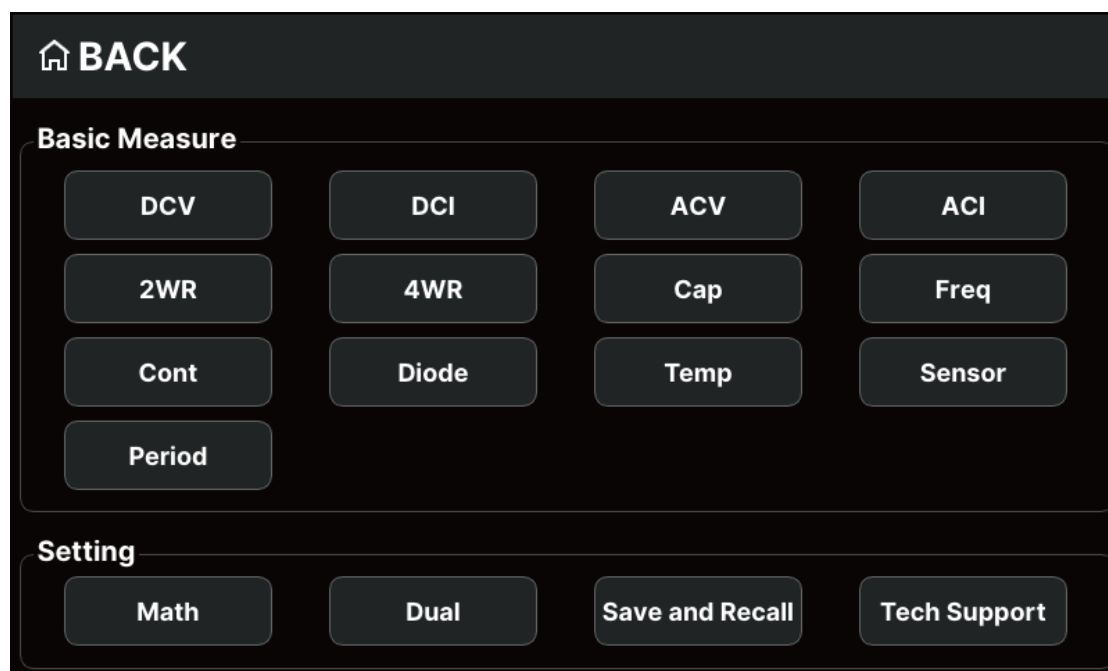 BACK
Basic Measure
DCV DCI ACV ACI
2WR 4WR Cap Freq
Cont Diode Temp Sensor
Period
Setting
Math Dual Save and Recall Tech Support